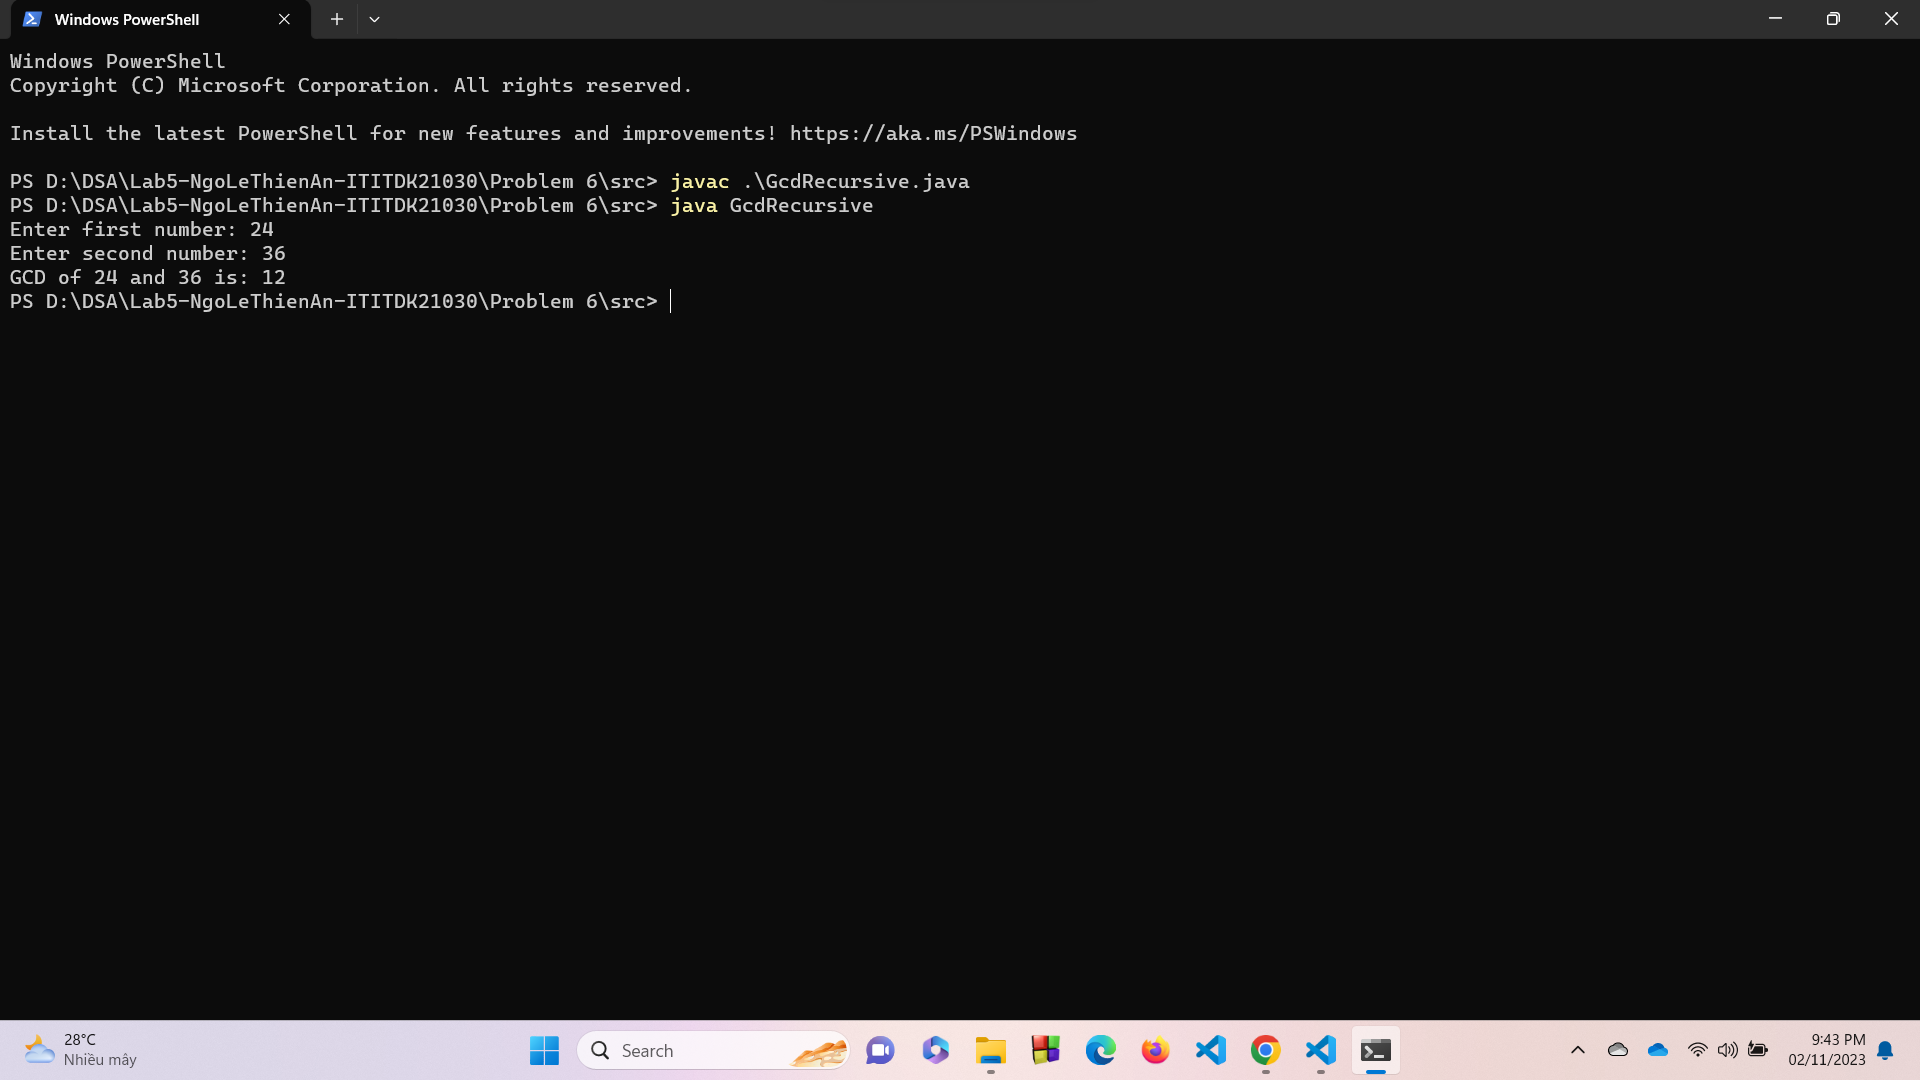 Windows PowerShell
Windows PowerShell
Copyright (C) Microsoft Corporation. All rights reserved.
Install the latest PowerShell for new features and improvements! https://aka.ms/PSWindows
PS D:\DSA\Lab5-NgoLeThienAn-ITITDK21030\Problem 6\src> javac .\GcdRecursive.java
PS D:\DSA\Lab5-NgoLeThienAn-ITITDK21030\Problem 6\src> java GcdRecursive
Enter first number: 24
Enter second number: 36
GCD of 24 and 36 is: 12
PS D:\DSA\Lab5-NgoLeThienAn-ITITDK21030\Problem 6\src>
28°C
Nhiều mây
Search
9:43 PM
02/11/2023